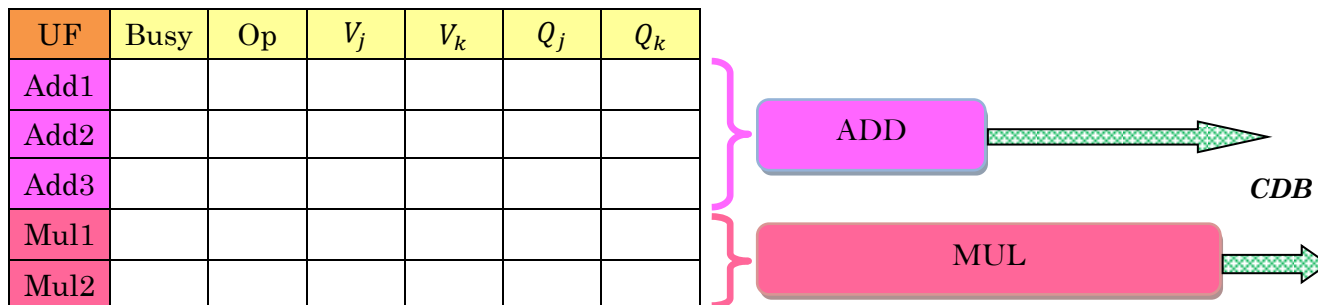 UF Busy Op Vj Vk Qj Qk
Add1
Add2
Add3
Mul1
Mul2
ADD
CDB
MUL